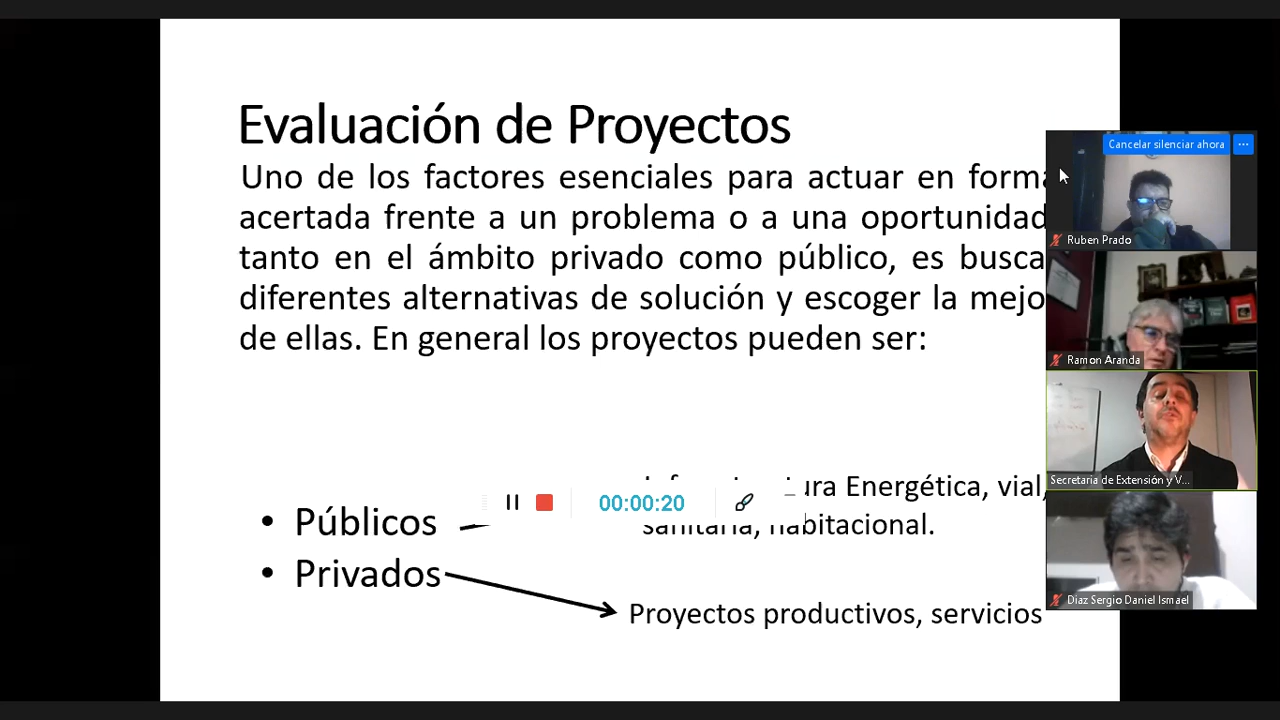 Evaluación de Proyectos
Uno de los factores esenciales para actuar en forma
acertada frente a un problema o a una oportunidad
tanto en el ámbito privado como público, es busca
diferentes alternativas de solución y escoger la mejo
de ellas. En general los proyectos pueden ser:
Energética, vial,
sanitaria, habitacional.
• Públicos
• Privados
Proyectos productivos, servicios
00:00:20
Cancelar silenciar ahora
Ruben Prado
Ramon Aranda
Secretaria de Extensión y V...
Diaz Sergio Daniel Ismael